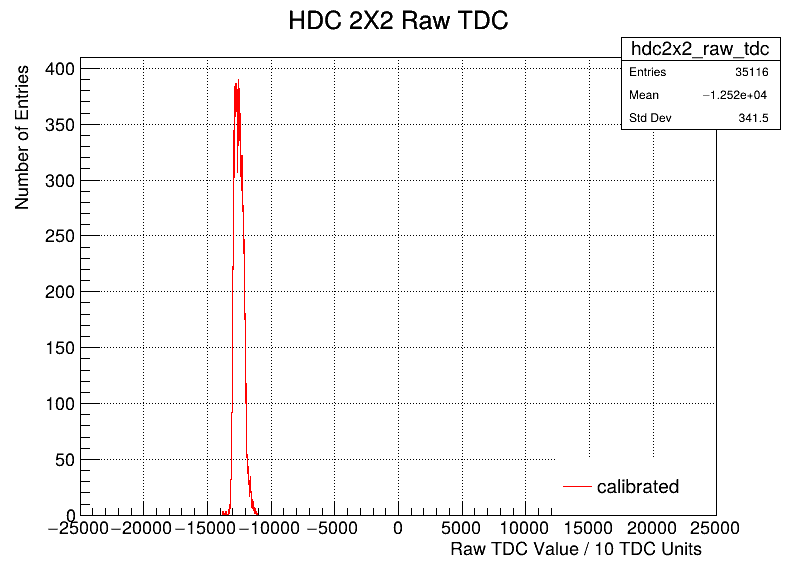 HDC 2X2 Raw TDC
hdc2x2_raw_tdc
Entries 35116
Mean −1.252e+04
Std Dev 341.5
Number of Entries
400
350
300
250
200
150
100
50
0
−25000 −20000 −15000 −10000 −5000 0 5000 10000 15000 20000 25000
calibrated
Raw TDC Value / 10 TDC Units